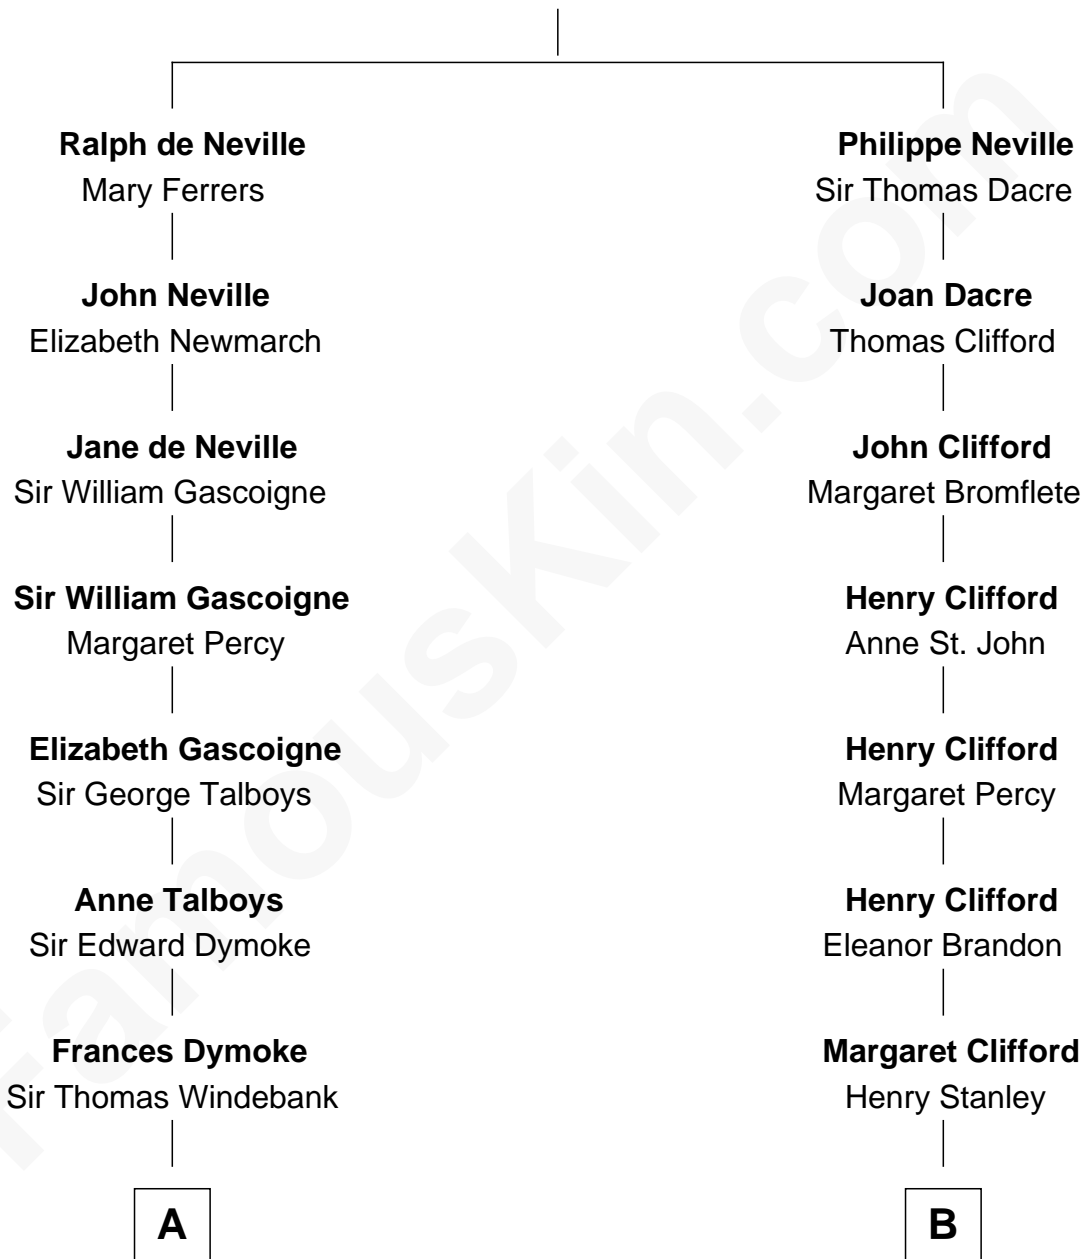 Ralph de Neville
Mary Ferrers
John Neville
Elizabeth Newmarch
Jane de Neville
Sir William Gascoigne
Sir William Gascoigne
Margaret Percy
Elizabeth Gascoigne
Sir George Talboys
Anne Talboys
Sir Edward Dymoke
Frances Dymoke
Sir Thomas Windebank
A
Philippe Neville
Sir Thomas Dacre
Joan Dacre
Thomas Clifford
John Clifford
Margaret Bromflete
Henry Clifford
Anne St. John
Henry Clifford
Margaret Percy
Henry Clifford
Eleanor Brandon
Margaret Clifford
Henry Stanley
B
FamousKin.com